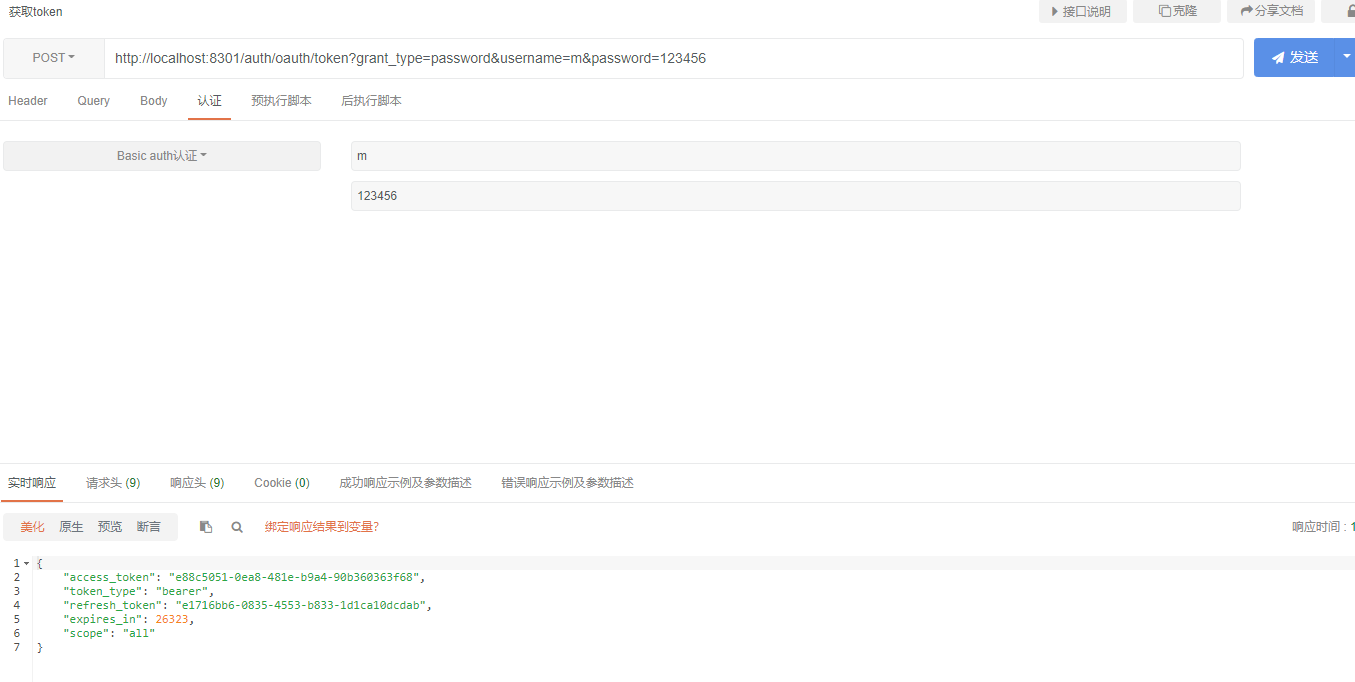 获取token
接口说明 克隆 分享文档
POST http://localhost:8301/auth/oauth/token?grant_type=password&username=m&password=123456 发送
Header Query Body 认证 预执行脚本 后执行脚本
Basic auth认证 m
123456
实时响应 请求头 (9) 响应头 (9) Cookie (0) 成功响应示例及参数描述 错误响应示例及参数描述
美化 原生 预览 断言 绑定响应结果到变量? 响应时间 : 1
1 {
2 "access_token": "e88c5051-0ea8-481e-b9a4-90b360363f68",
3 "token_type": "bearer",
4 "refresh_token": "e1716bb6-0835-4553-b833-1d1ca10dcdab",
5 "expires_in": 26323,
6 "scope": "all"
7 }